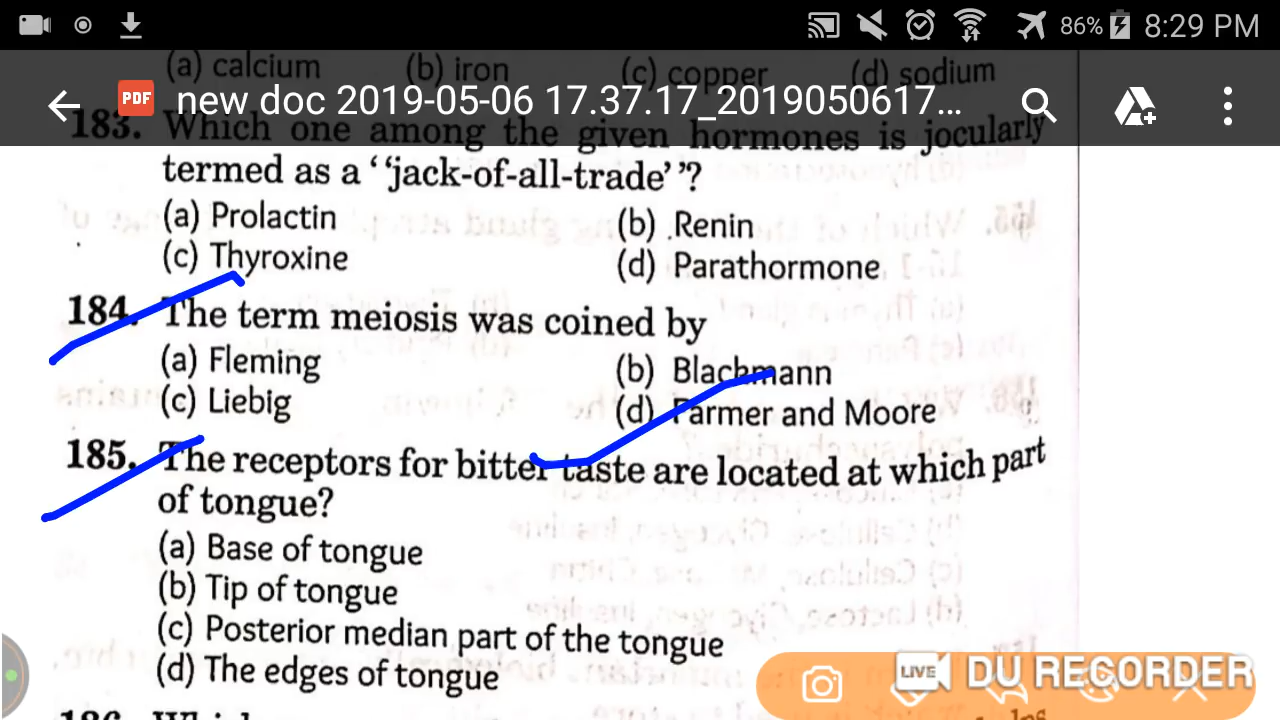 86% 8:29 PM
(a) calcium (b) iron (c) copper (d) sodium
PDF new doc 2019-05-06 17.37.17_2019050617...
183. Which one among the given hormones is jocularly
termed as a ‘‘jack-of-all-trade’’?
(a) Prolactin (b) Renin
(c) Thyroxine (d) Parathormone
184. The term meiosis was coined by
(a) Fleming (b) Blackmann
(c) Liebig (d) Farmer and Moore
185. The receptors for bitter taste are located at which part
of tongue?
(a) Base of tongue
(b) Tip of tongue
(c) Posterior median part of the tongue
(d) The edges of tongue
LIVE DU RECORDER